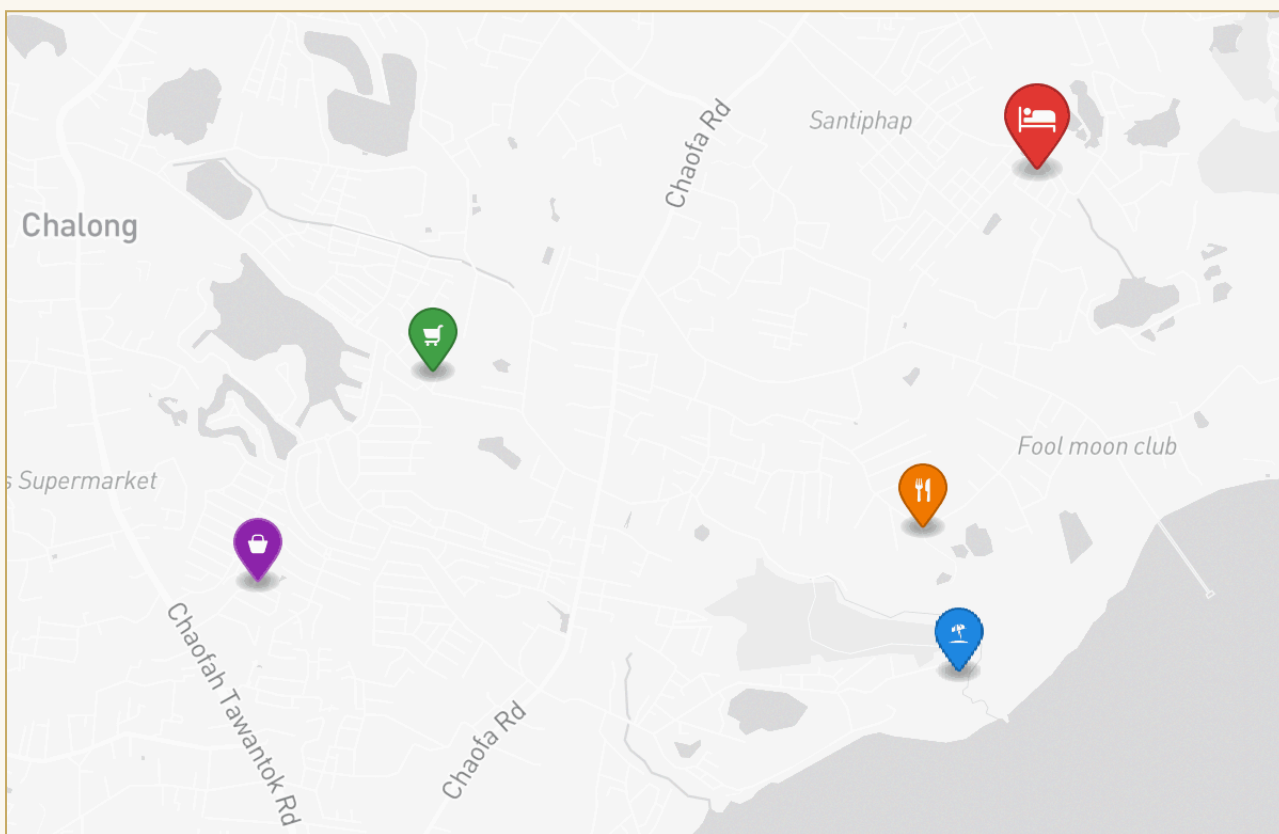 Santiphap
Chaofa Rd
Chalong
Fool moon club
s Supermarket
Chaofah Tawantok Rd
Chaofa Rd